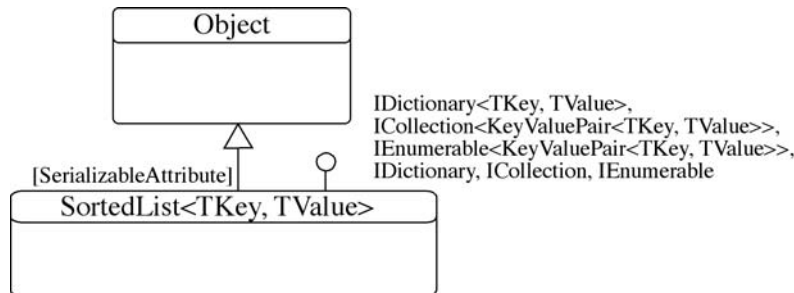 Object
IDictionary<TKey, TValue>,
ICollection<KeyValuePair<TKey, TValue>>,
IEnumerable<KeyValuePair<TKey, TValue>>,
IDictionary, ICollection, IEnumerable
[SerializableAttribute]
SortedList<TKey, TValue>